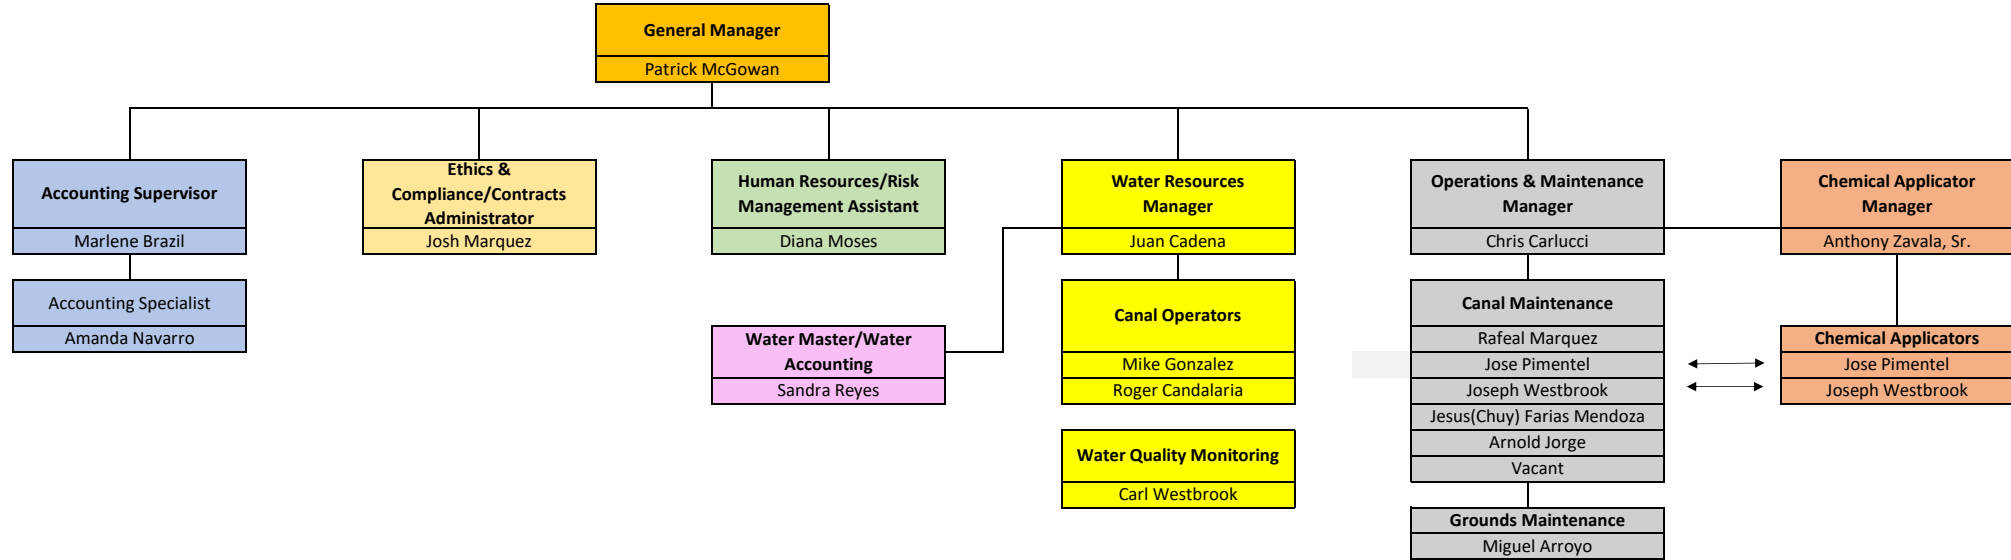 General Manager
Patrick McGowan
Accounting Supervisor
Marlene Brazil
Accounting Specialist
Amanda Navarro
Ethics &
Compliance/Contracts
Administrator
Josh Marquez
Human Resources/Risk
Management Assistant
Diana Moses
Water Master/Water
Accounting
Sandra Reyes
Water Resources
Manager
Juan Cadena
Canal Operators
Mike Gonzalez
Roger Candalaria
Water Quality Monitoring
Carl Westbrook
Operations & Maintenance
Manager
Chris Carlucci
Canal Maintenance
Rafeal Marquez
Jose Pimentel
Joseph Westbrook
Jesus(Chuy) Farias Mendoza
Arnold Jorge
Vacant
Grounds Maintenance
Miguel Arroyo
Chemical Applicator
Manager
Anthony Zavala, Sr.
Chemical Applicators
Jose Pimentel
Joseph Westbrook